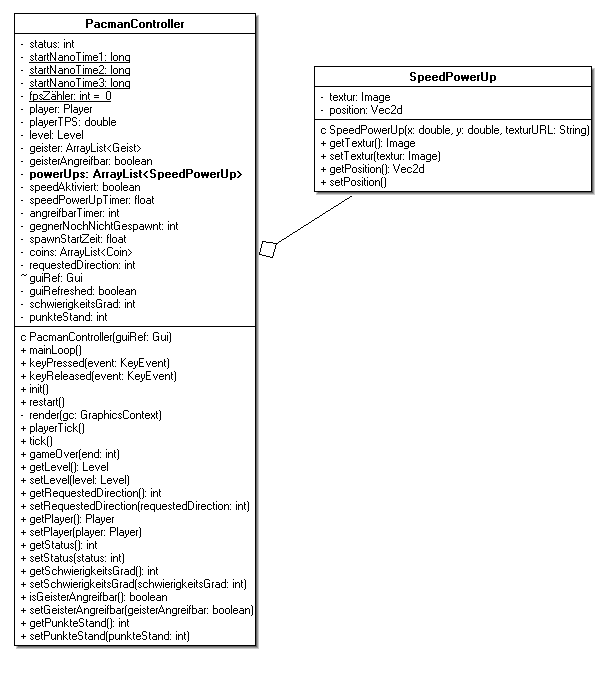 PacmanController
- status: int
- startNanoTime1: long
- startNanoTime2: long
- startNanoTime3: long
- fpsZähler: int = 0
- player: Player
- playerTPS: double
- level: Level
- geister: ArrayList<Geist>
- geisterAngreifbar: boolean
- powerUps: ArrayList<SpeedPowerUp>
- speedAktiviert: boolean
- speedPowerUpTimer: float
- angreifbarTimer: int
- gegnerNochNichtGespawnt: int
- spawnStartZeit: float
- coins: ArrayList<Coin>
- requestedDirection: int
~ guiRef: Gui
- guiRefreshed: boolean
- schwierigkeitsGrad: int
- punkteStand: int
c PacmanController(guiRef: Gui)
+ mainLoop()
+ keyPressed(event: KeyEvent)
+ keyReleased(event: KeyEvent)
+ init()
+ restart()
- render(gc: GraphicsContext)
+ playerTick()
+ tick()
+ gameOver(end: int)
+ getLevel(): Level
+ setLevel(level: Level)
+ getRequestedDirection(): int
+ setRequestedDirection(requestedDirection: int)
+ getPlayer(): Player
+ setPlayer(player: Player)
+ getStatus(): int
+ setStatus(status: int)
+ getSchwierigkeitsGrad(): int
+ setSchwierigkeitsGrad(schwierigkeitsGrad: int)
+ isGeisterAngreifbar(): boolean
+ setGeisterAngreifbar(geisterAngreifbar: boolean)
+ getPunkteStand(): int
+ setPunkteStand(punkteStand: int)
SpeedPowerUp
- textur: Image
- position: Vec2d
c SpeedPowerUp(x: double, y: double, texturURL: String)
+ getTextur(): Image
+ setTextur(textur: Image)
+ getPosition(): Vec2d
+ setPosition()